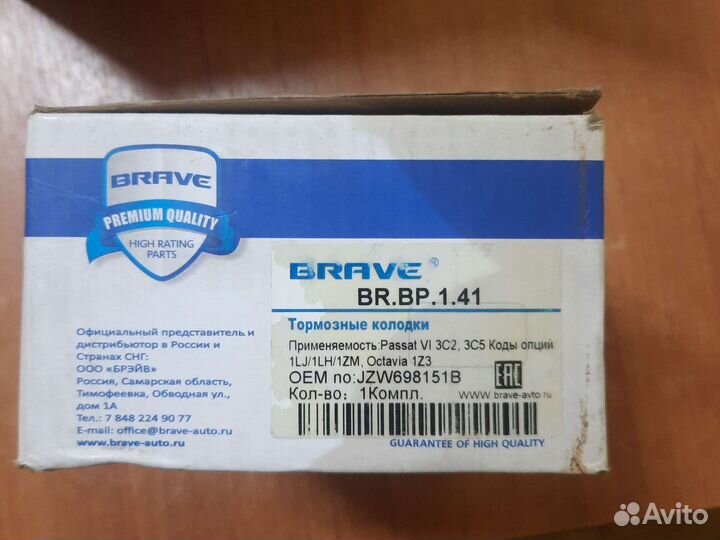 BRAVE
PREMIUM QUALITY
HIGH RATING
PARTS
Официальный представитель и
дистрибьютор в России и
Странах СНГ:
ООО «БРЭЙВ»
Россия, Самарская область,
Тимофеевка, Обводная ул.,
дом 1А
Тел.: 7 848 224 90 77
E-mail: office@brave-auto.ru
www.brave-auto.ru
BRAVE®
BR.BP.1.41
Тормозные колодки
Применяемость:Passat VI 3C2, 3C5 Коды опций
1LJ/1LH/1ZM, Octavia 1Z3
OEM no:JZW698151B
Кол-во: 1Компл.
EAC
www.brave-avto.ru
GUARANTEE OF HIGH QUALITY
Avito